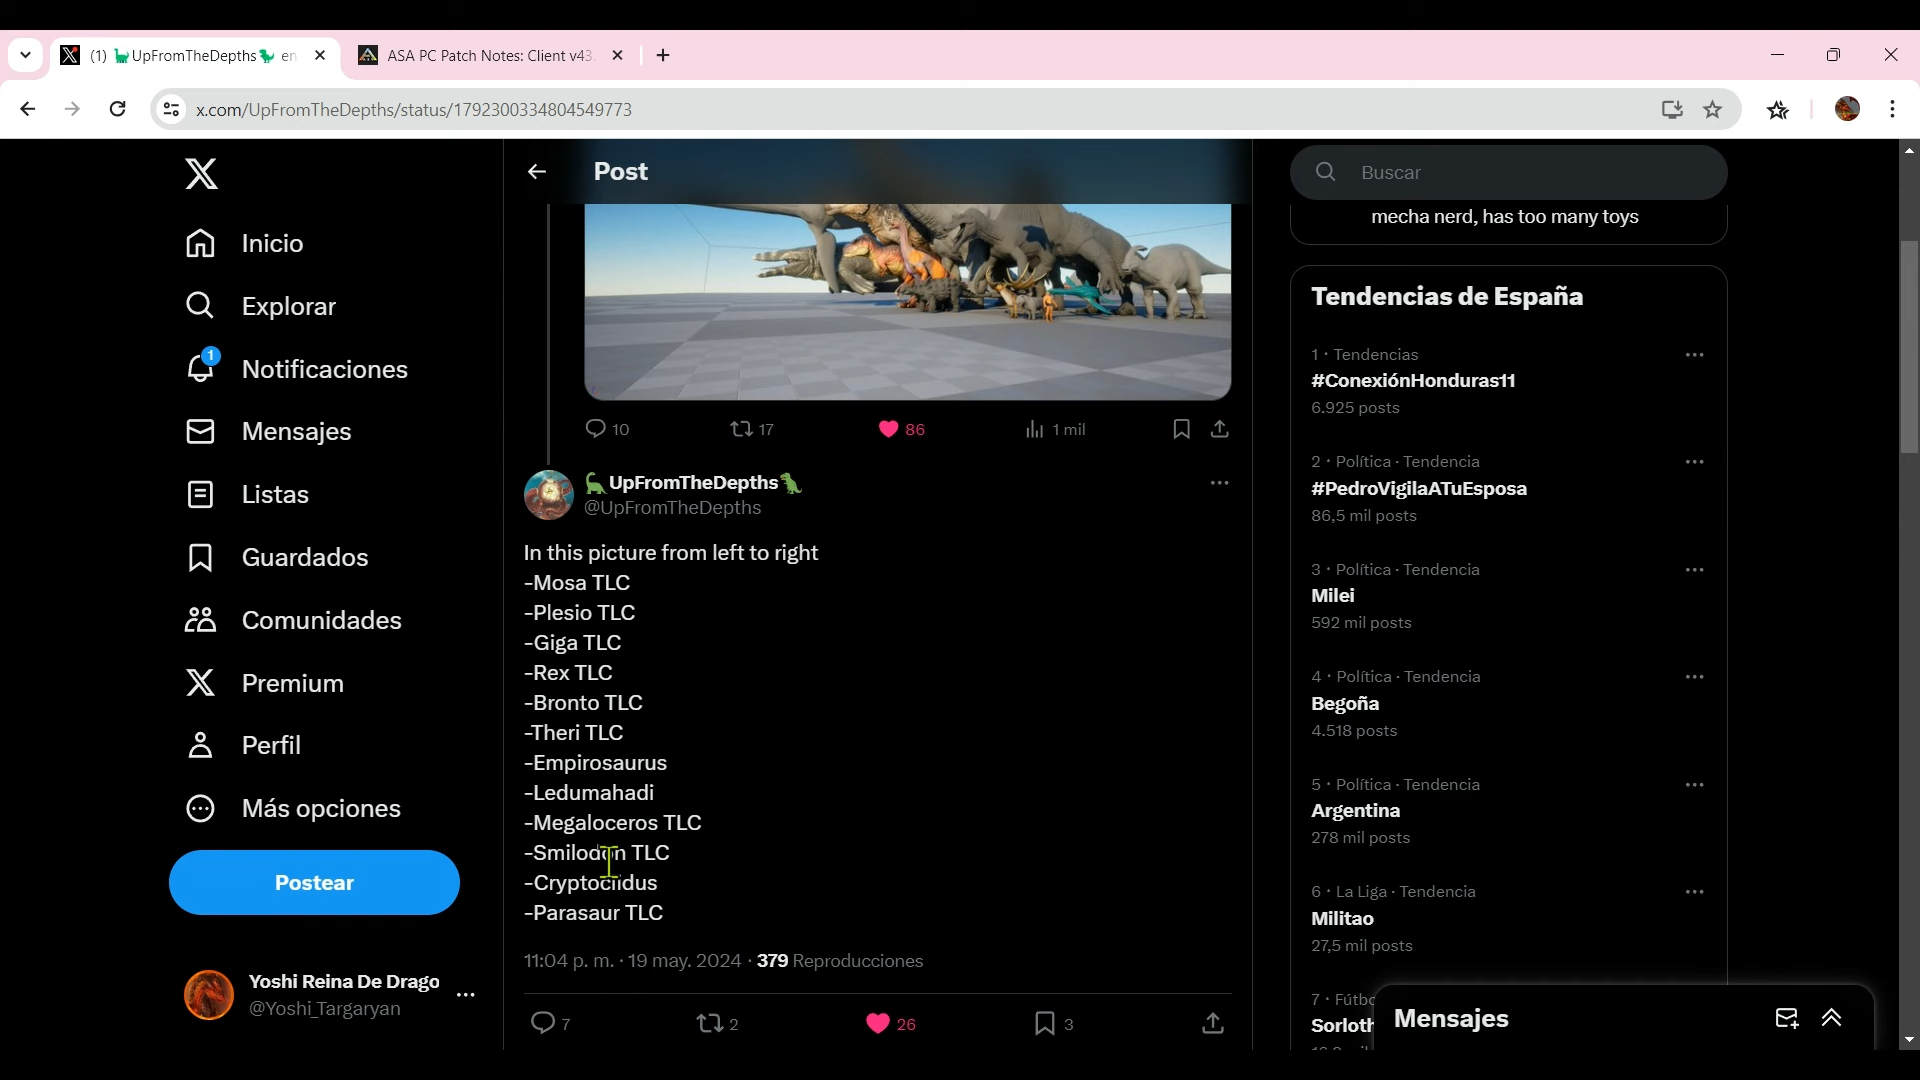 (1) 🦕UpFromTheDepths🦖 en
ASA PC Patch Notes: Client v43.
x.com/UpFromTheDepths/status/1792300334804549773
Inicio
Explorar
1
Notificaciones
Mensajes
Listas
Guardados
Comunidades
Premium
Perfil
Más opciones
Postear
Yoshi Reina De Drago
@Yoshi_Targaryan
Post
10
17
86
1 mil
🦕UpFromTheDepths🦖
@UpFromTheDepths
In this picture from left to right
-Mosa TLC
-Plesio TLC
-Giga TLC
-Rex TLC
-Bronto TLC
-Theri TLC
-Empirosaurus
-Ledumahadi
-Megaloceros TLC
-Smilodon TLC
-Cryptoclidus
-Parasaur TLC
11:04 p. m. · 19 may. 2024 · 379 Reproducciones
7
2
26
3
Buscar
mecha nerd, has too many toys
Tendencias de España
1 · Tendencias
#ConexiónHonduras11
6.925 posts
2 · Política · Tendencia
#PedroVigilaATuEsposa
86,5 mil posts
3 · Política · Tendencia
Milei
592 mil posts
4 · Política · Tendencia
Begoña
4.518 posts
5 · Política · Tendencia
Argentina
278 mil posts
6 · La Liga · Tendencia
Militao
27,5 mil posts
7 · Fútbo
Sorloth
Mensajes